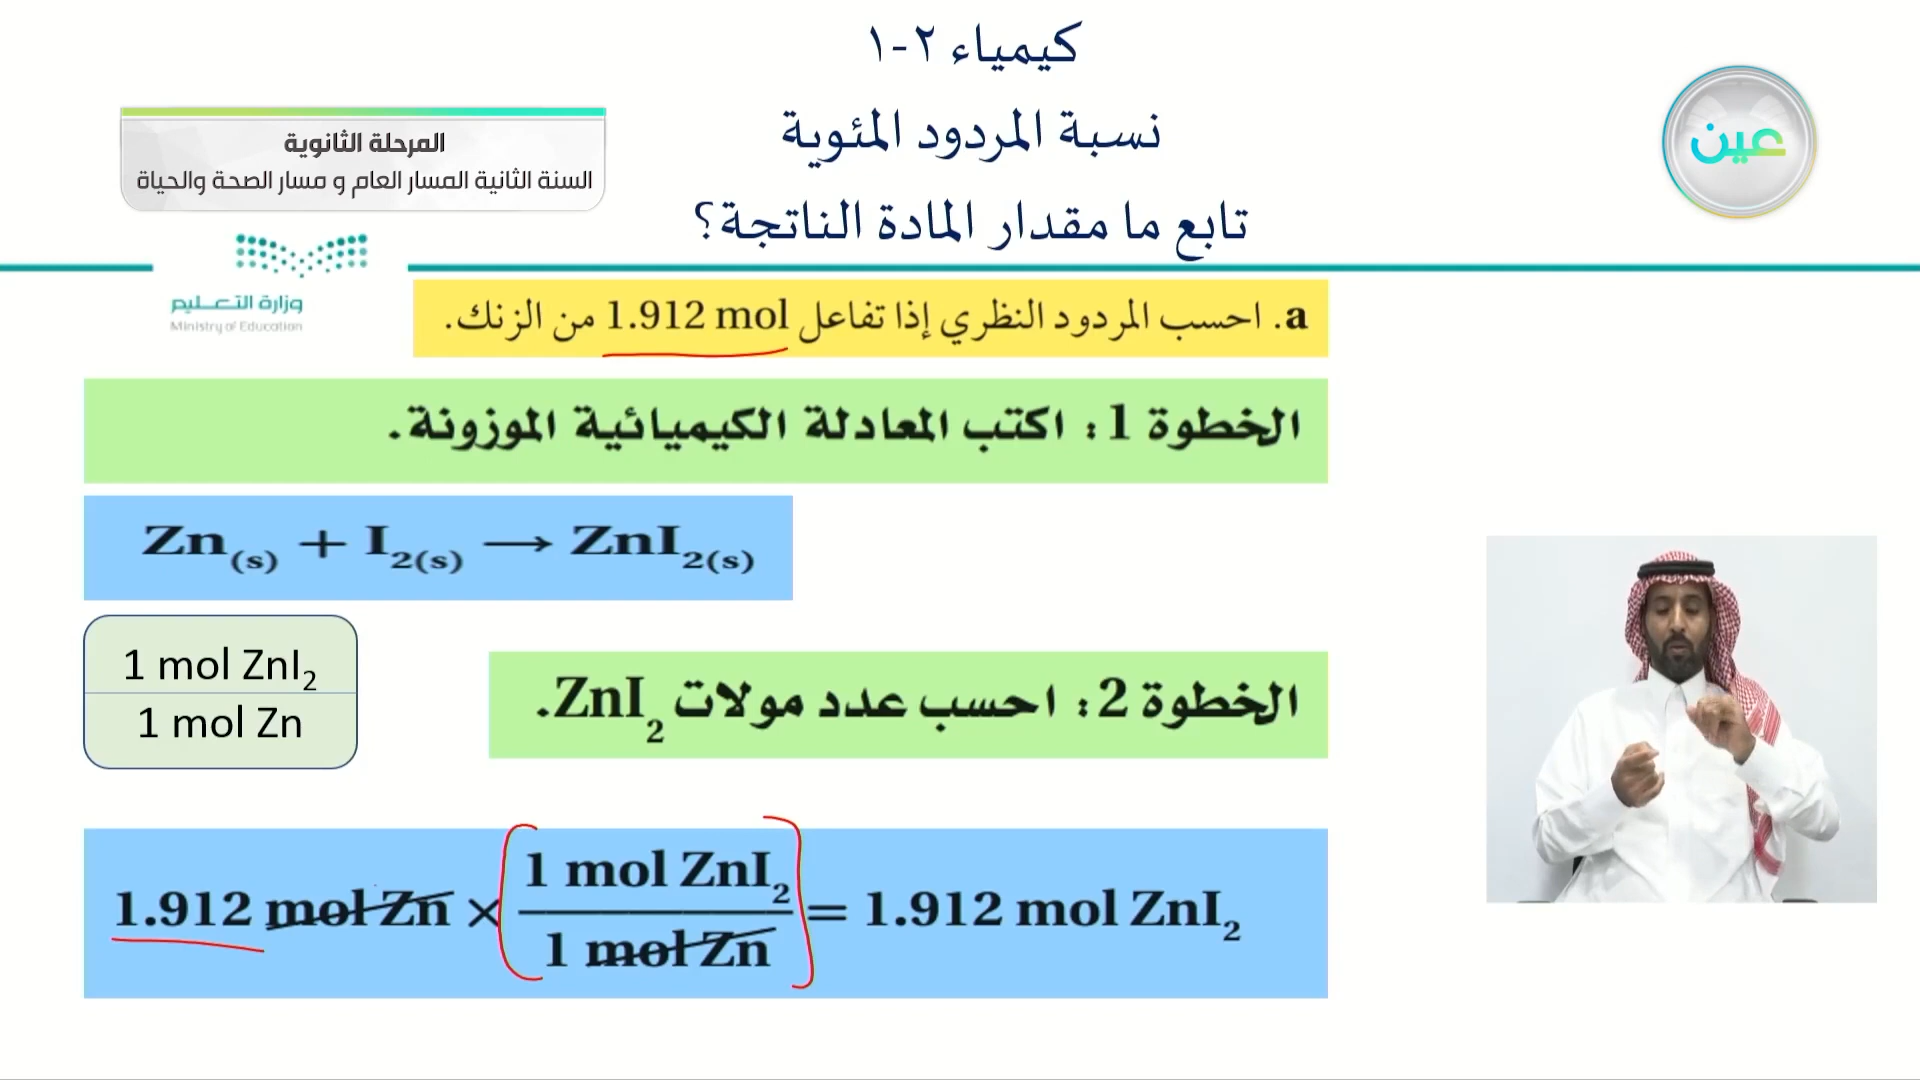 كيمياء ٢-١
نسبة المردود المئوية
تابع ما مقدار المادة الناتجة؟
عين
المرحلة الثانوية
السنة الثانية المسار العام و مسار الصحة والحياة
وزارة التعليم
Ministry of Education
a. احسب المردود النظري إذا تفاعل 1.912 mol من الزنك.
الخطوة 1: اكتب المعادلة الكيميائية الموزونة.
Zn(s) + I₂(s) ⟶ ZnI₂(s)
1 mol ZnI₂
1 mol Zn
الخطوة 2: احسب عدد مولات ZnI₂.
1 mol ZnI₂
1.912 mol Zn × = 1.912 mol ZnI₂
1 mol Zn